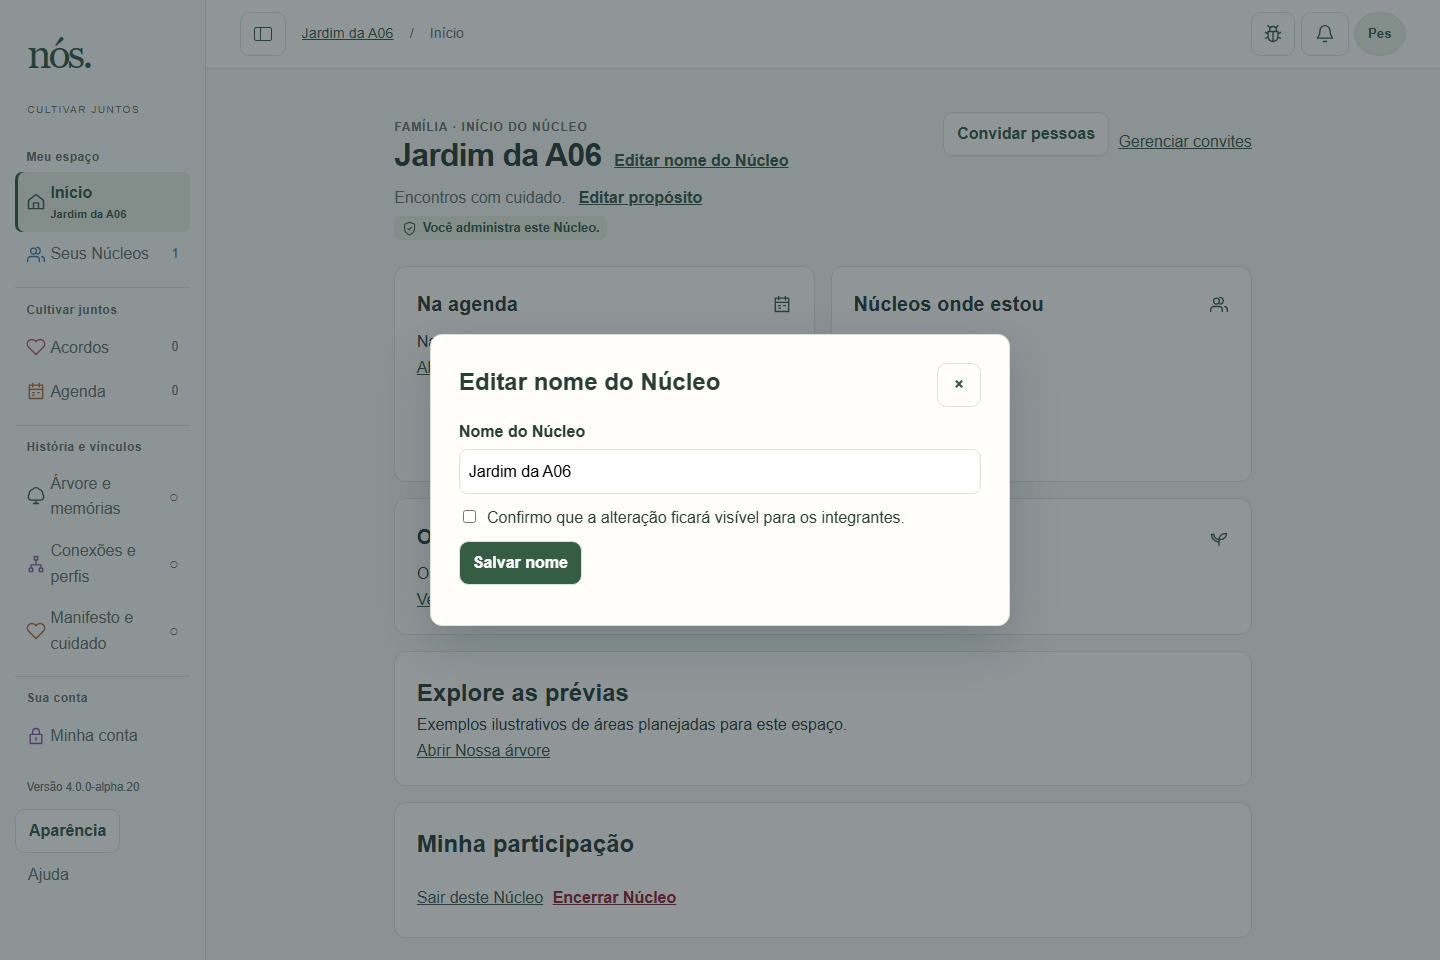 nós.
CULTIVAR JUNTOS
Meu espaço
Início
Jardim da A06
Seus Núcleos 1
Cultivar juntos
Acordos 0
Agenda 0
História e vínculos
Árvore e
memórias
Conexões e
perfis
Manifesto e
cuidado
Sua conta
Minha conta
Versão 4.0.0-alpha.20
Aparência
Ajuda
Jardim da A06 / Início
Pes
FAMÍLIA · INÍCIO DO NÚCLEO
Jardim da A06 Editar nome do Núcleo
Convidar pessoas
Gerenciar convites
Encontros com cuidado. Editar propósito
Você administra este Núcleo.
Na agenda
Núcleos onde estou
Editar nome do Núcleo
×
Nome do Núcleo
Jardim da A06
Confirmo que a alteração ficará visível para os integrantes.
Salvar nome
Explore as prévias
Exemplos ilustrativos de áreas planejadas para este espaço.
Abrir Nossa árvore
Minha participação
Sair deste Núcleo Encerrar Núcleo